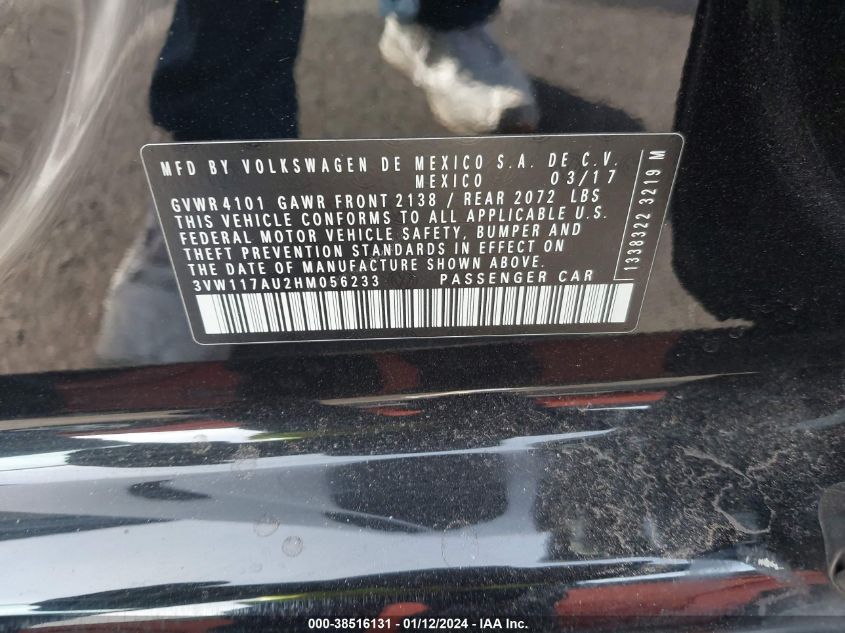 MFD BY VOLKSWAGEN DE MEXICO S.A. DE C.V.
MEXICO 03/17
GVWR4101 GAWR FRONT 2138 / REAR 2072 LBS
THIS VEHICLE CONFORMS TO ALL APPLICABLE U.S.
FEDERAL MOTOR VEHICLE SAFETY, BUMPER AND
THEFT PREVENTION STANDARDS IN EFFECT ON
THE DATE OF MANUFACTURE SHOWN ABOVE.
3VW117AU2HM056233 PASSENGER CAR
1338322 3219 M
000-38516131 - 01/12/2024 - IAA Inc.